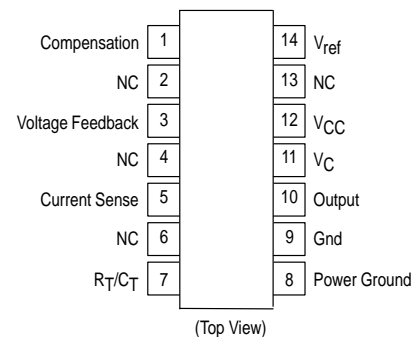 Compensation 1 14 Vref
NC 2 13 NC
Voltage Feedback 3 12 VCC
NC 4 11 VC
Current Sense 5 10 Output
NC 6 9 Gnd
RT/CT 7 8 Power Ground
(Top View)